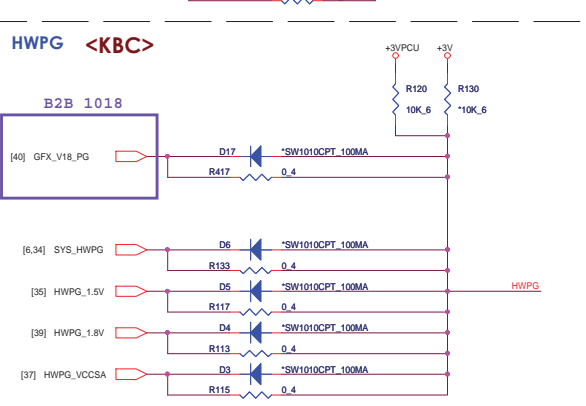 HWPG <KBC>
+3VPCU +3V
R120 R130
10K_6 *10K_6
B2B 1018
[40] GFX_V18_PG
D17 *SW1010CPT_100MA
R417 0_4
[6,34] SYS_HWPG
D6 *SW1010CPT_100MA
R133 0_4
[35] HWPG_1.5V
D5 *SW1010CPT_100MA
HWPG
R117 0_4
[39] HWPG_1.8V
D4 *SW1010CPT_100MA
R113 0_4
[37] HWPG_VCCSA
D3 *SW1010CPT_100MA
R115 0_4